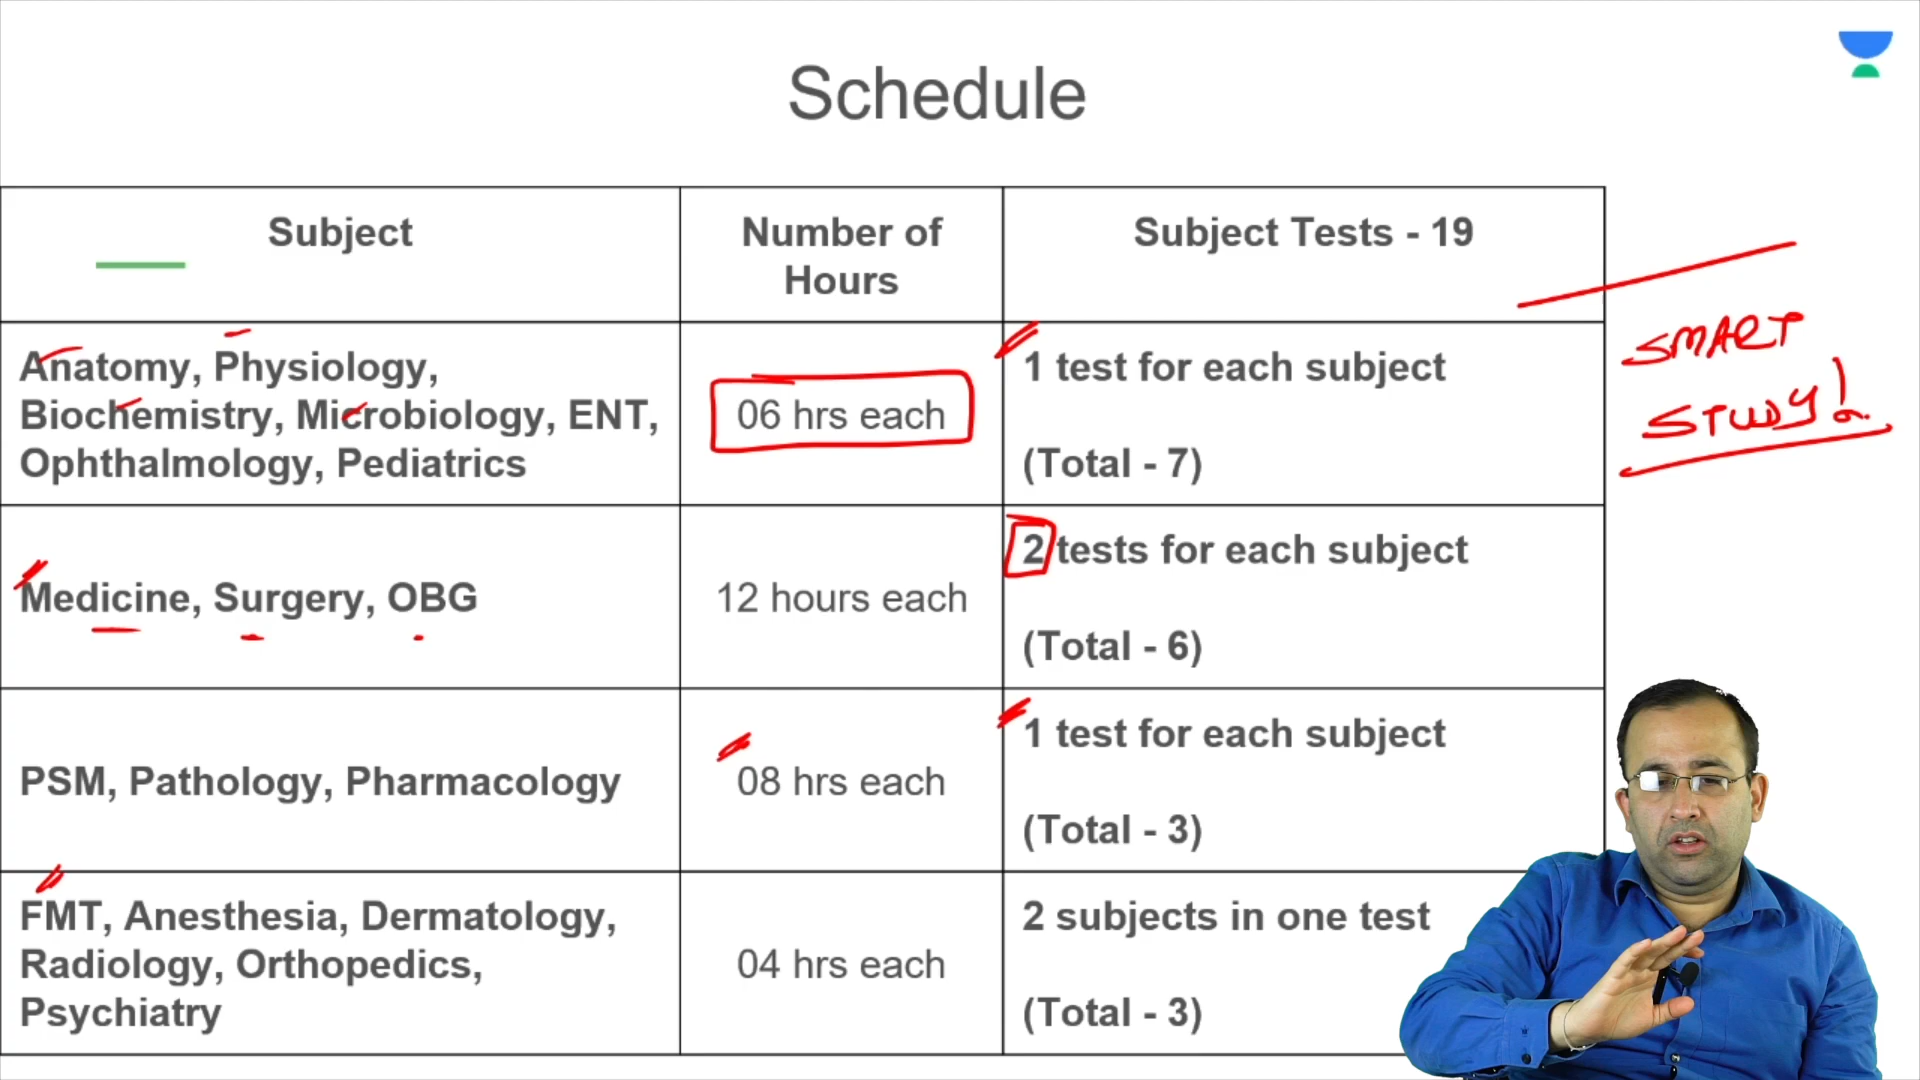 Schedule
Subject
Number of
Hours
Subject Tests - 19
Anatomy, Physiology,
Biochemistry, Microbiology, ENT,
Ophthalmology, Pediatrics
06 hrs each
1 test for each subject
(Total - 7)
SMART
STUDY!
Medicine, Surgery, OBG
12 hours each
2 tests for each subject
(Total - 6)
PSM, Pathology, Pharmacology
08 hrs each
1 test for each subject
(Total - 3)
FMT, Anesthesia, Dermatology,
Radiology, Orthopedics,
Psychiatry
04 hrs each
2 subjects in one test
(Total - 3)